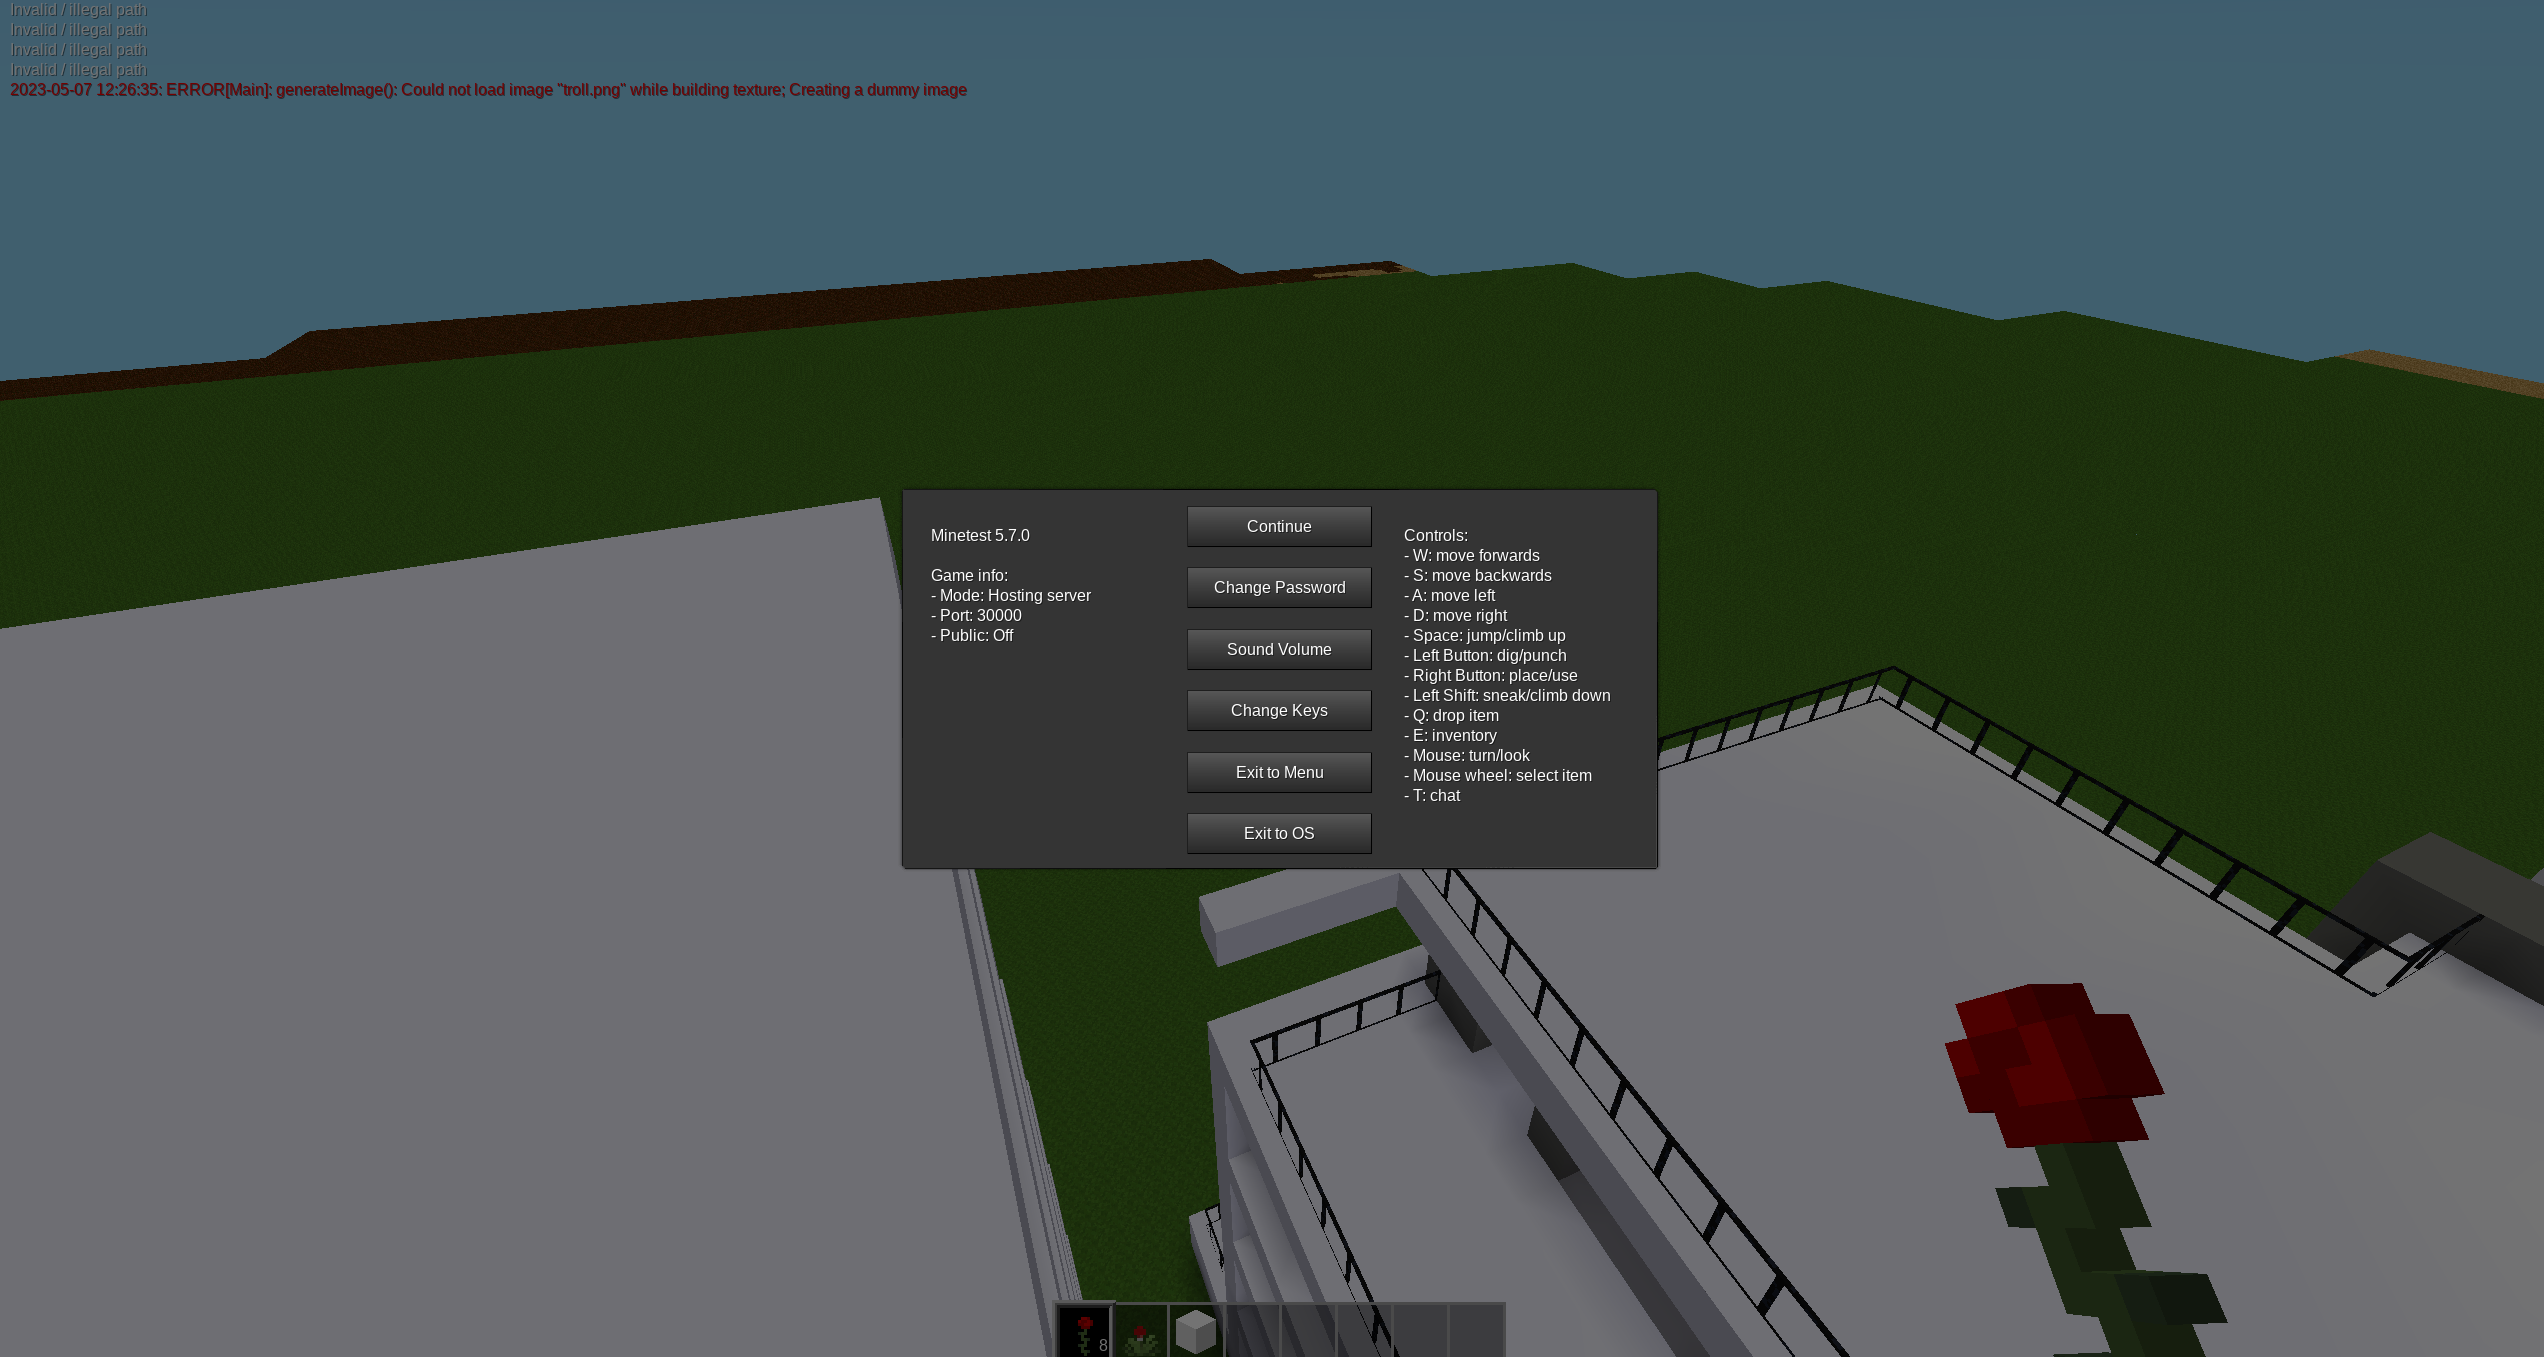 Invalid / illegal path
Invalid / illegal path
Invalid / illegal path
Invalid / illegal path
2023-05-07 12:26:35: ERROR[Main]: generateImage(): Could not load image "troll.png" while building texture; Creating a dummy image
Minetest 5.7.0
Game info:
- Mode: Hosting server
- Port: 30000
- Public: Off
Continue
Change Password
Sound Volume
Change Keys
Exit to Menu
Exit to OS
Controls:
- W: move forwards
- S: move backwards
- A: move left
- D: move right
- Space: jump/climb up
- Left Button: dig/punch
- Right Button: place/use
- Left Shift: sneak/climb down
- Q: drop item
- E: inventory
- Mouse: turn/look
- Mouse wheel: select item
- T: chat
8